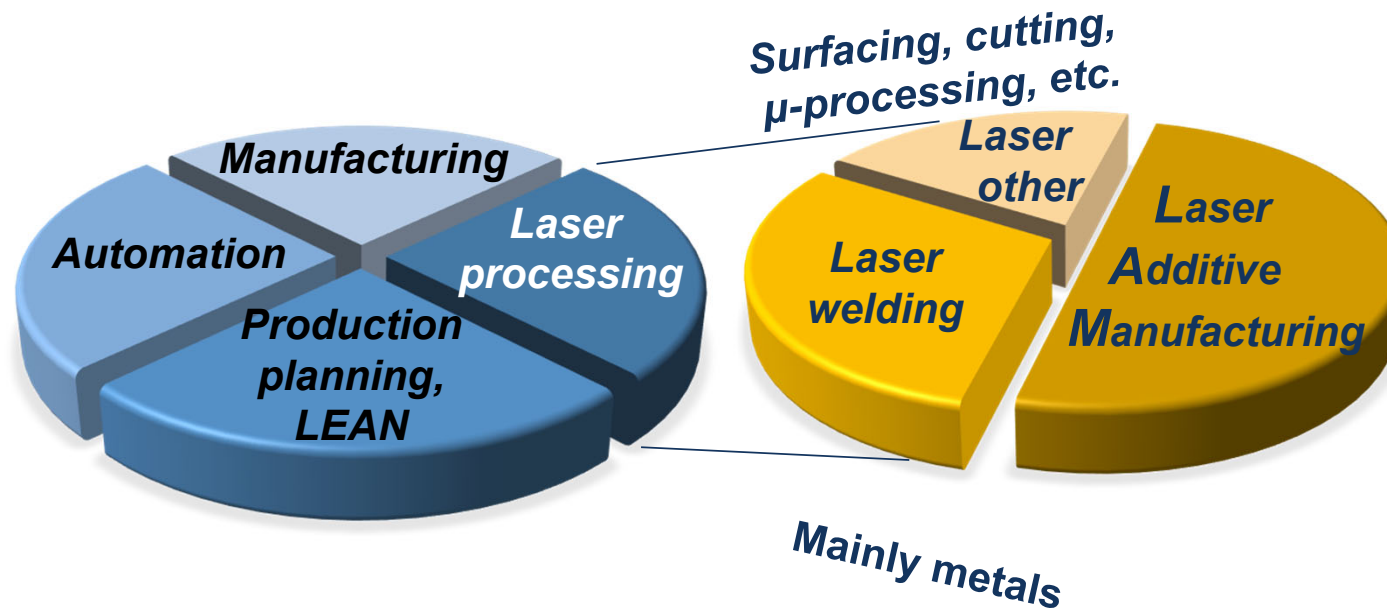 Surfacing, cutting,
µ-processing, etc.
Manufacturing
Automation
Laser
processing
Production
planning,
LEAN
Laser
other
Laser
welding
Laser
Additive
Manufacturing
Mainly metals